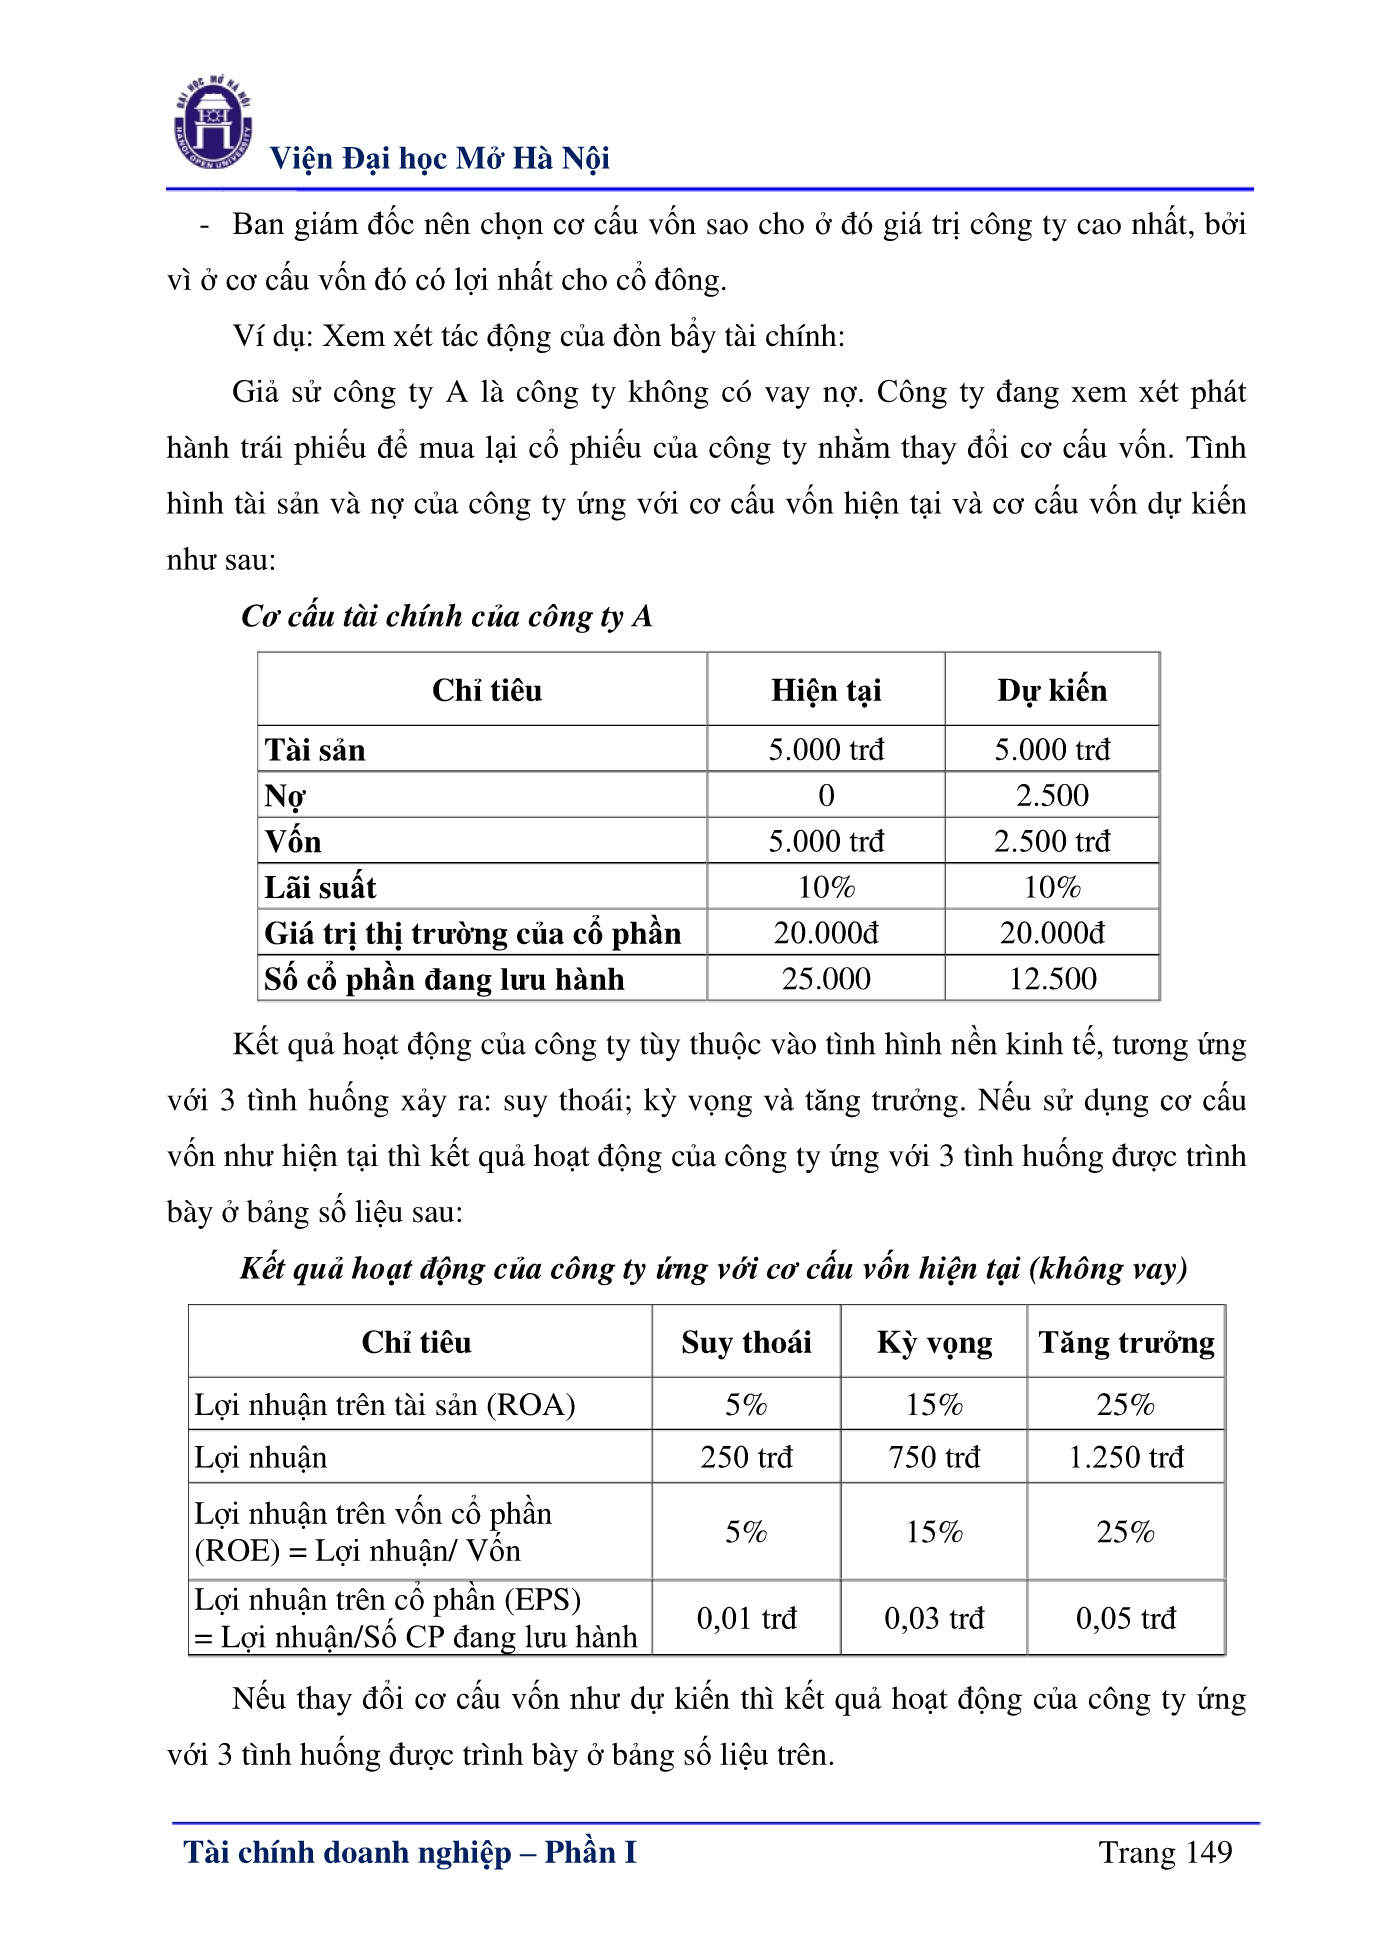 ĐẠI HỌC MỞ HÀ NỘI
HANOI OPEN UNIVERSITY
Viện Đại học Mở Hà Nội
- Ban giám đốc nên chọn cơ cấu vốn sao cho ở đó giá trị công ty cao nhất, bởi
vì ở cơ cấu vốn đó có lợi nhất cho cổ đông.
Ví dụ: Xem xét tác động của đòn bẩy tài chính:
Giả sử công ty A là công ty không có vay nợ. Công ty đang xem xét phát
hành trái phiếu để mua lại cổ phiếu của công ty nhằm thay đổi cơ cấu vốn. Tình
hình tài sản và nợ của công ty ứng với cơ cấu vốn hiện tại và cơ cấu vốn dự kiến
như sau:
Cơ cấu tài chính của công ty A
Chỉ tiêu Hiện tại Dự kiến
Tài sản 5.000 trđ 5.000 trđ
Nợ 0 2.500
Vốn 5.000 trđ 2.500 trđ
Lãi suất 10% 10%
Giá trị thị trường của cổ phần 20.000đ 20.000đ
Số cổ phần đang lưu hành 25.000 12.500
Kết quả hoạt động của công ty tùy thuộc vào tình hình nền kinh tế, tương ứng
với 3 tình huống xảy ra: suy thoái; kỳ vọng và tăng trưởng. Nếu sử dụng cơ cấu
vốn như hiện tại thì kết quả hoạt động của công ty ứng với 3 tình huống được trình
bày ở bảng số liệu sau:
Kết quả hoạt động của công ty ứng với cơ cấu vốn hiện tại (không vay)
Chỉ tiêu Suy thoái Kỳ vọng Tăng trưởng
Lợi nhuận trên tài sản (ROA) 5% 15% 25%
Lợi nhuận 250 trđ 750 trđ 1.250 trđ
Lợi nhuận trên vốn cổ phần
(ROE) = Lợi nhuận/ Vốn 5% 15% 25%
Lợi nhuận trên cổ phần (EPS)
= Lợi nhuận/Số CP đang lưu hành 0,01 trđ 0,03 trđ 0,05 trđ
Nếu thay đổi cơ cấu vốn như dự kiến thì kết quả hoạt động của công ty ứng
với 3 tình huống được trình bày ở bảng số liệu trên.
Tài chính doanh nghiệp – Phần I Trang 149